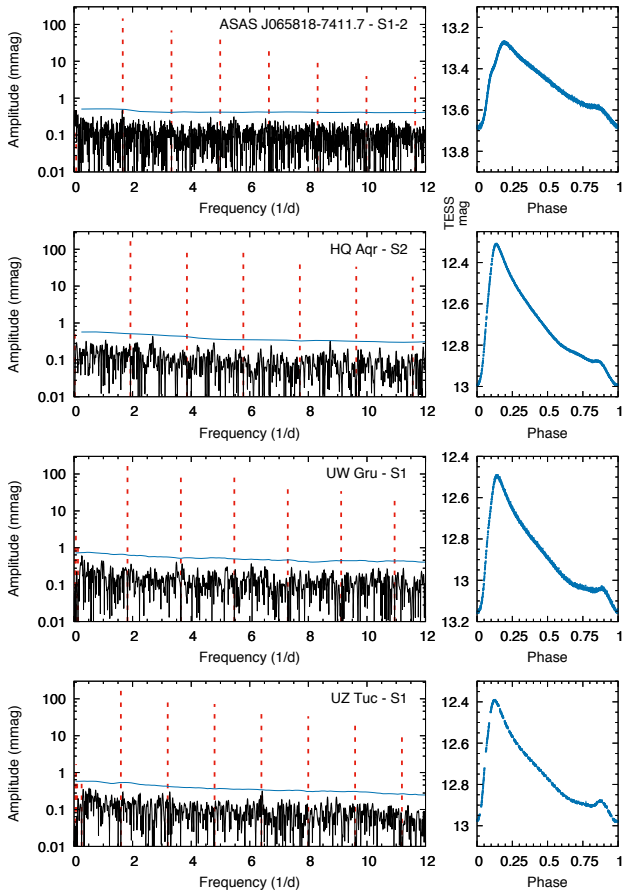 ASAS J065818-7411.7 - S1-2
Amplitude (mmag)
100
10
1
0.1
0.01
0 2 4 6 8 10 12
Frequency (1/d)
13.2
13.4
13.6
13.8
0 0.25 0.5 0.75 1
Phase
TESS
mag
HQ Aqr - S2
Amplitude (mmag)
100
10
1
0.1
0.01
0 2 4 6 8 10 12
Frequency (1/d)
12.4
12.6
12.8
13
0 0.25 0.5 0.75 1
Phase
UW Gru - S1
Amplitude (mmag)
100
10
1
0.1
0.01
0 2 4 6 8 10 12
Frequency (1/d)
12.4
12.6
12.8
13
13.2
0 0.25 0.5 0.75 1
Phase
UZ Tuc - S1
Amplitude (mmag)
100
10
1
0.1
0.01
0 2 4 6 8 10 12
Frequency (1/d)
12.4
12.6
12.8
13
0 0.25 0.5 0.75 1
Phase